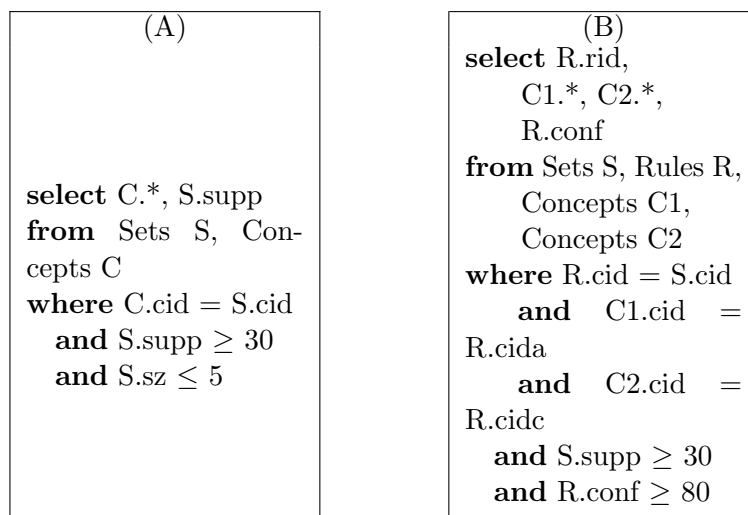 (A)
select C.*, S.supp
from Sets S, Con-
cepts C
where C.cid = S.cid
and S.supp ≥ 30
and S.sz ≤ 5
(B)
select R.rid,
C1.*, C2.*,
R.conf
from Sets S, Rules R,
Concepts C1,
Concepts C2
where R.cid = S.cid
and C1.cid =
R.cida
and C2.cid =
R.cidc
and S.supp ≥ 30
and R.conf ≥ 80